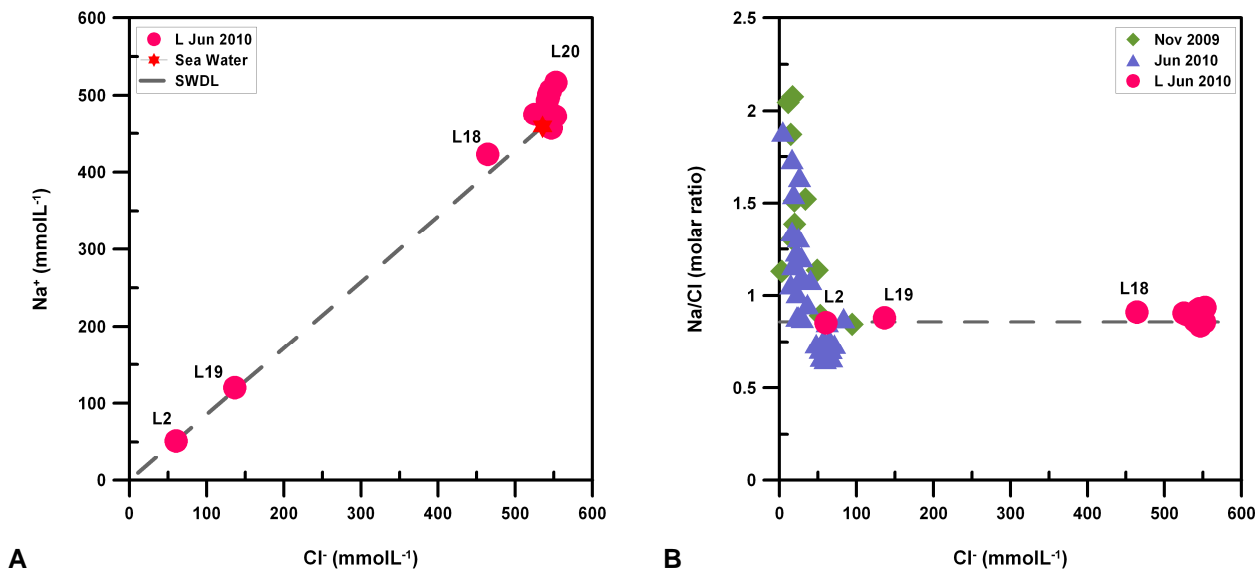 600
500
400
300
200
100
0
Na⁺ (mmolL⁻¹)
L Jun 2010
Sea Water
SWDL
L20
L18
L19
L2
0 100 200 300 400 500 600
Cl⁻ (mmolL⁻¹)
A
2.5
2
1.5
1
0.5
0
Na/Cl (molar ratio)
Nov 2009
Jun 2010
L Jun 2010
L2
L19
L18
0 100 200 300 400 500 600
Cl⁻ (mmolL⁻¹)
B